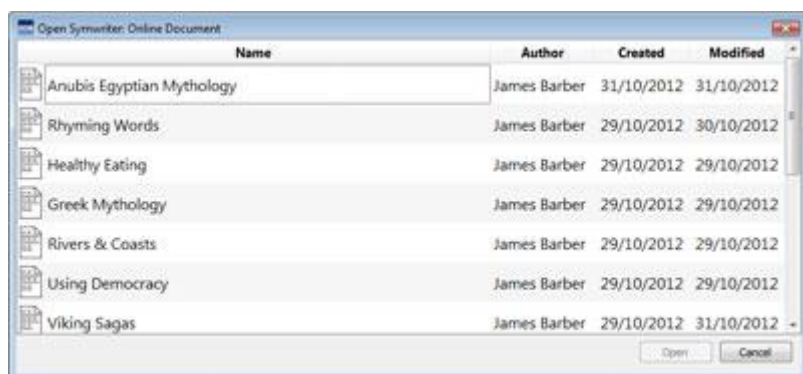 Open Symwriter: Online Document
Name Author Created Modified
Anubis Egyptian Mythology James Barber 31/10/2012 31/10/2012
Rhyming Words James Barber 29/10/2012 30/10/2012
Healthy Eating James Barber 29/10/2012 29/10/2012
Greek Mythology James Barber 29/10/2012 29/10/2012
Rivers & Coasts James Barber 29/10/2012 29/10/2012
Using Democracy James Barber 29/10/2012 29/10/2012
Viking Sagas James Barber 29/10/2012 31/10/2012
Open Cancel